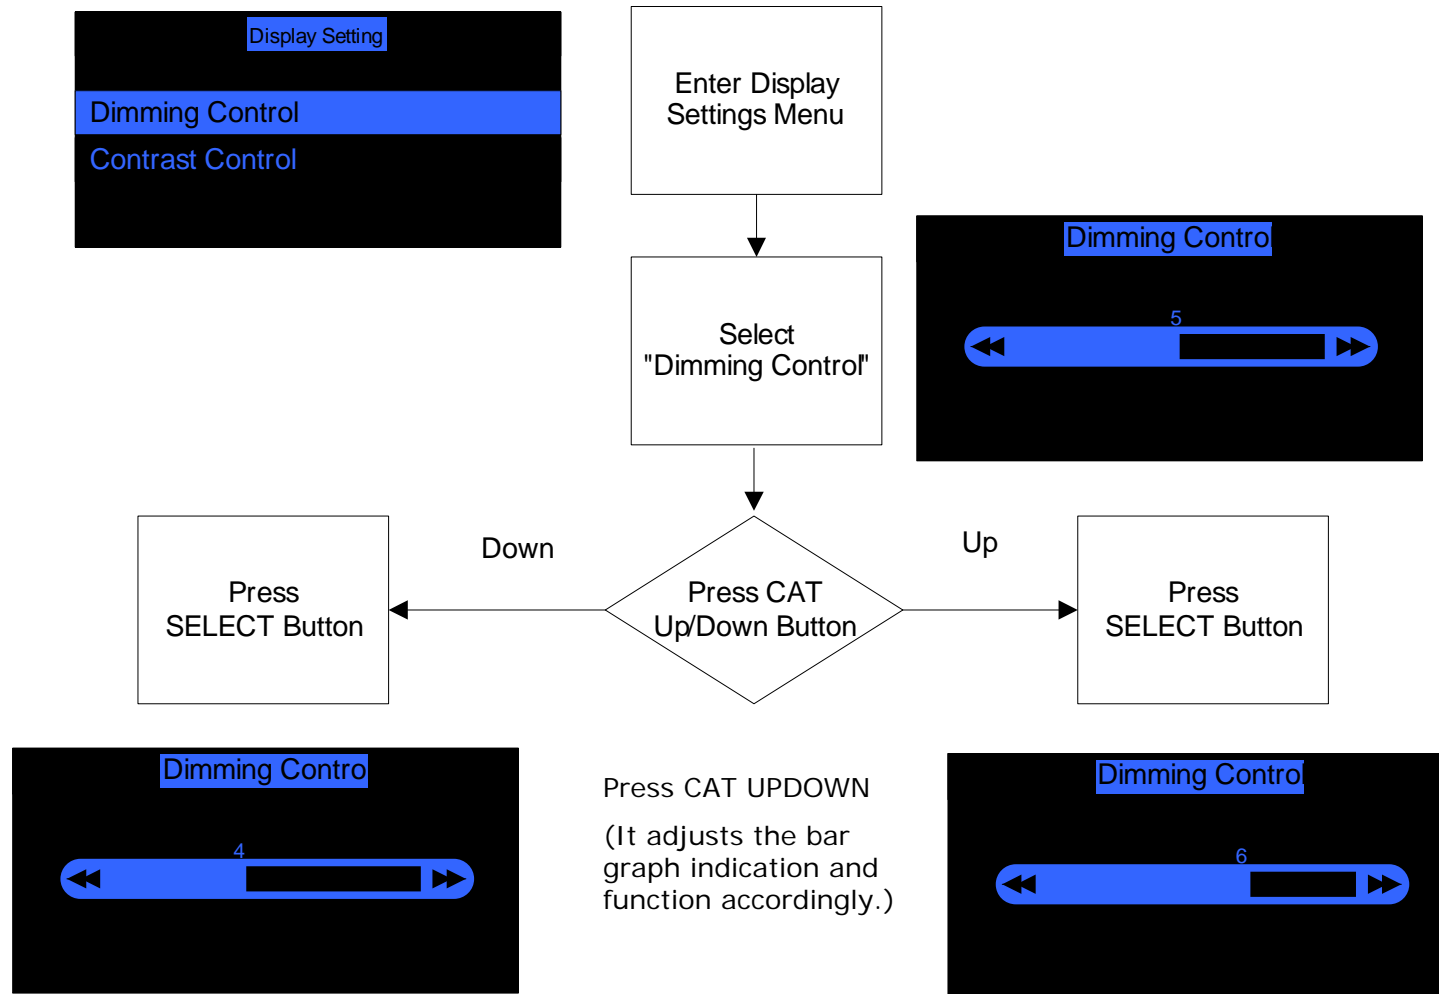 Display Setting
Dimming Control
Contrast Control
Enter Display
Settings Menu
Select
"Dimming Control"
Dimming Contro
5
Down
Up
Press
SELECT Button
Press CAT
Up/Down Button
Press
SELECT Button
Dimming Contro
4
Press CAT UPDOWN
(It adjusts the bar
graph indication and
function accordingly.)
Dimming Control
6